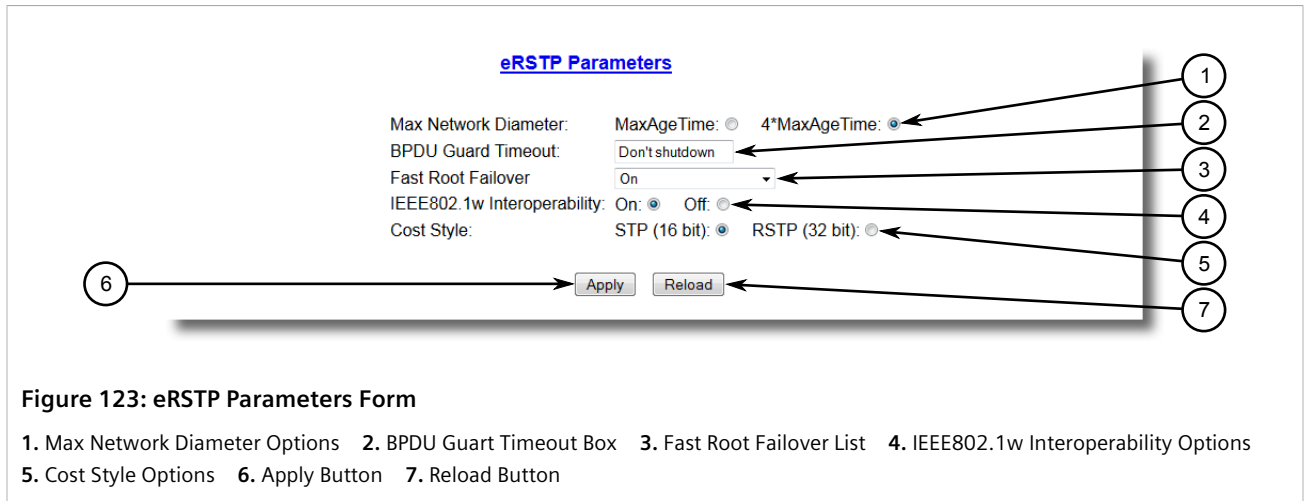 eRSTP Parameters
1
Max Network Diameter: MaxAgeTime: 4*MaxAgeTime:
2
BPDU Guard Timeout: Don't shutdown
3
Fast Root Failover On
IEEE802.1w Interoperability: On: Off:
4
Cost Style: STP (16 bit): RSTP (32 bit):
5
6 Apply Reload
7
Figure 123: eRSTP Parameters Form
1. Max Network Diameter Options 2. BPDU Guart Timeout Box 3. Fast Root Failover List 4. IEEE802.1w Interoperability Options
5. Cost Style Options 6. Apply Button 7. Reload Button